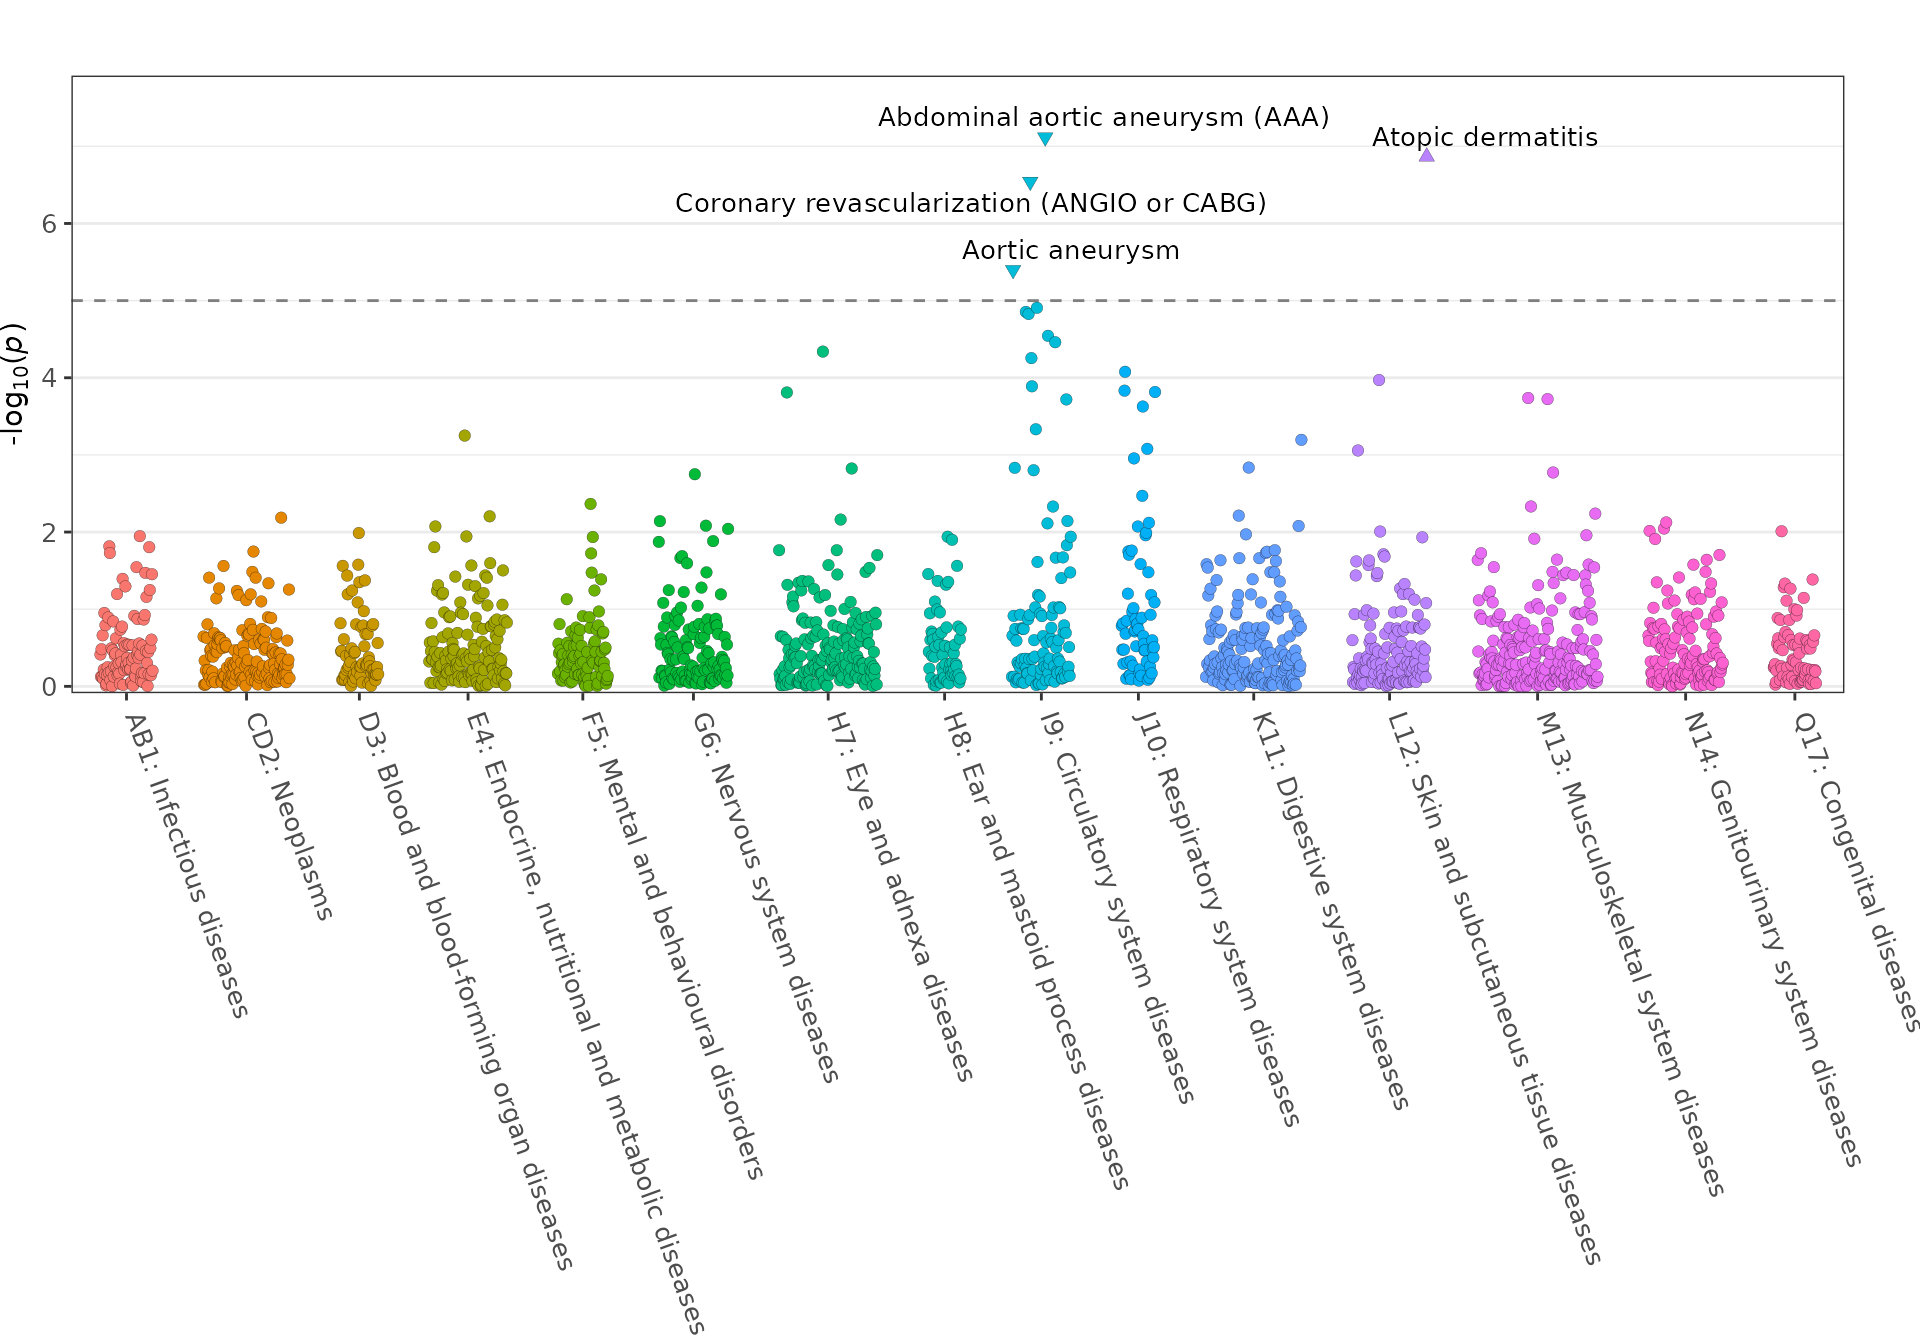 Abdominal aortic aneurysm (AAA)
Atopic dermatitis
Coronary revascularization (ANGIO or CABG)
Aortic aneurysm
-log10(p)
6
4
2
0
AB1: Infectious diseases
CD2: Neoplasms
D3: Blood and blood-forming organ diseases
E4: Endocrine, nutritional and metabolic diseases
F5: Mental and behavioural disorders
G6: Nervous system diseases
H7: Eye and adnexa diseases
H8: Ear and mastoid process diseases
I9: Circulatory system diseases
J10: Respiratory system diseases
K11: Digestive system diseases
L12: Skin and subcutaneous tissue diseases
M13: Musculoskeletal system diseases
N14: Genitourinary system diseases
Q17: Congenital diseases